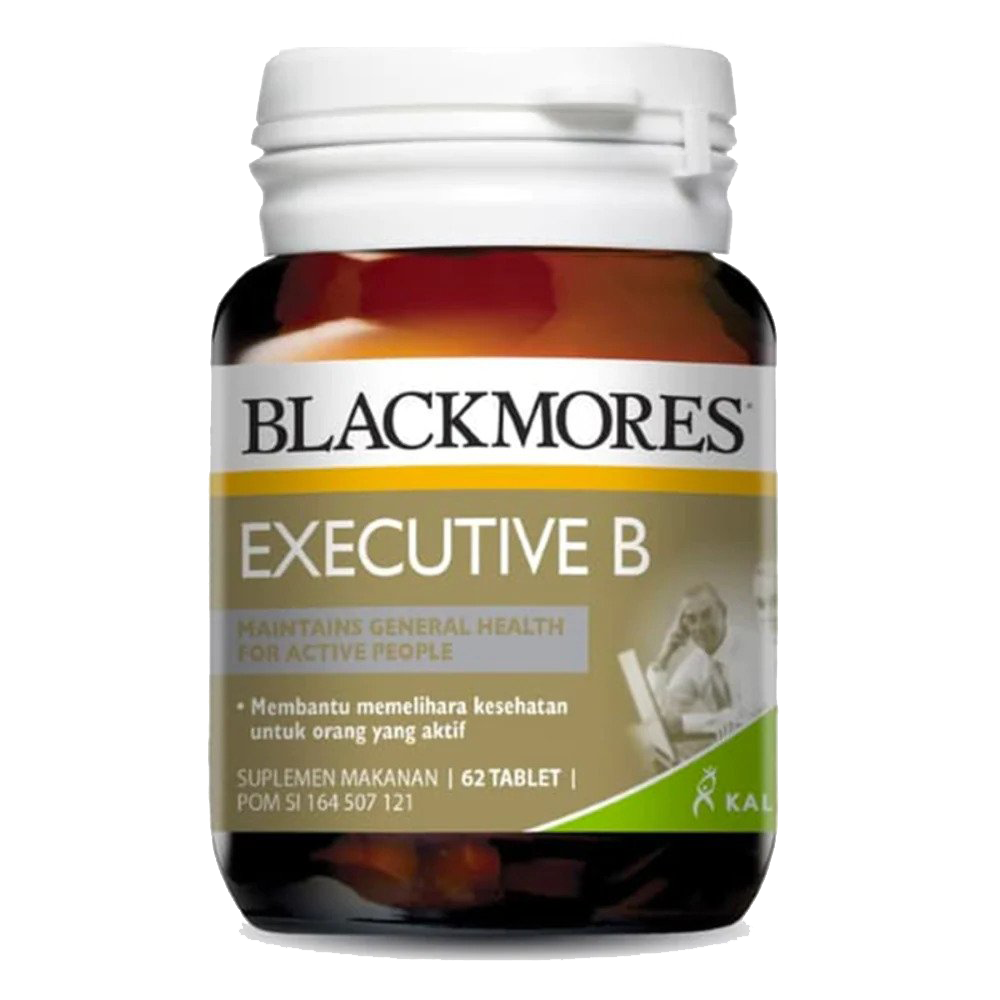 BLACKMORES
EXECUTIVE B
MAINTAINS GENERAL HEALTH
FOR ACTIVE PEOPLE
• Membantu memelihara kesehatan
untuk orang yang aktif
SUPLEMEN MAKANAN | 62 TABLET |
POM SI 164 507 121
KAL